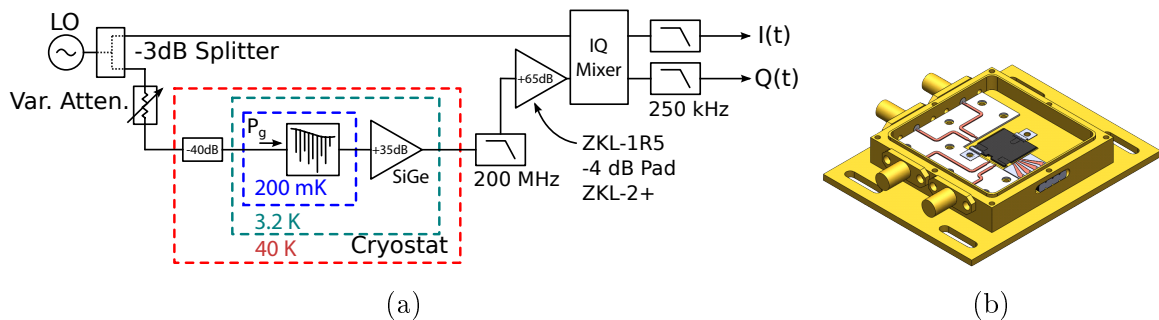 LO
-3dB Splitter
Var. Atten.
-40dB
P_g
200 mK
3.2 K
40 K
+35dB
SiGe
Cryostat
200 MHz
+65dB
ZKL-1R5
-4 dB Pad
ZKL-2+
IQ
Mixer
250 kHz
I(t)
Q(t)
(a)
(b)